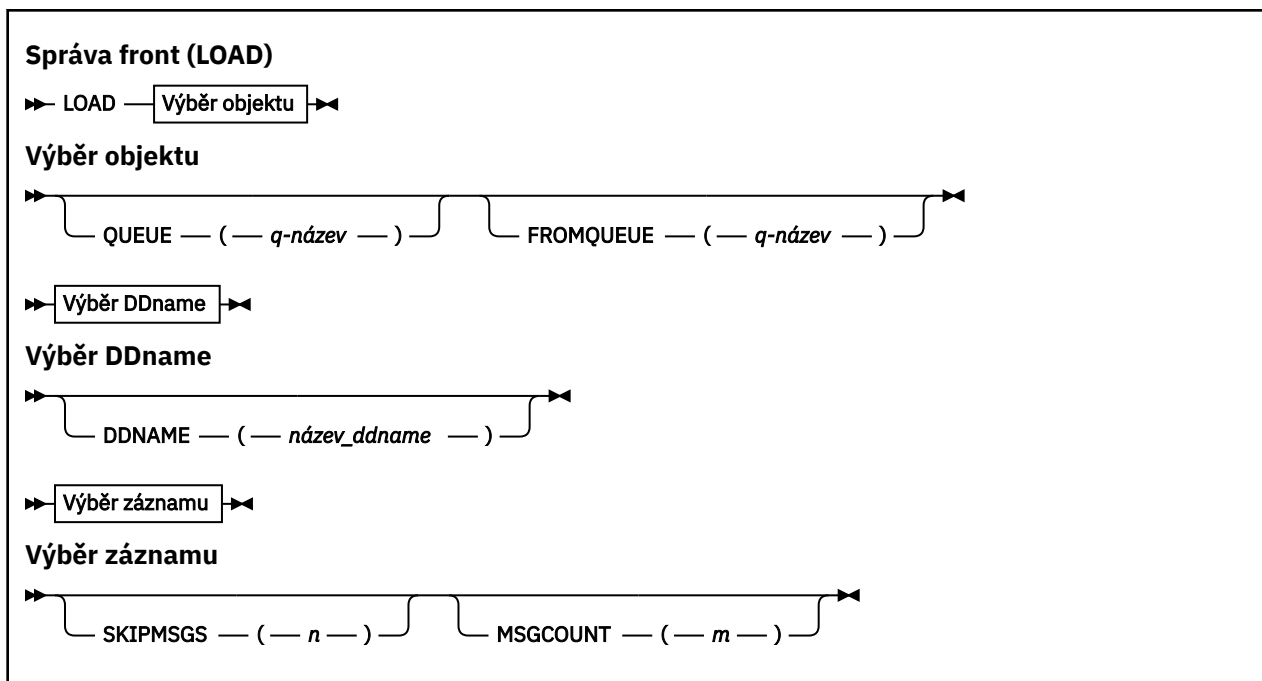 Správa front (LOAD)
LOAD Výběr objektu
Výběr objektu
QUEUE ( q-název ) FROMQUEUE ( q-název )
Výběr DDname
Výběr DDname
DDNAME ( název_ddname )
Výběr záznamu
Výběr záznamu
SKIPMSGS ( n ) MSGCOUNT ( m )